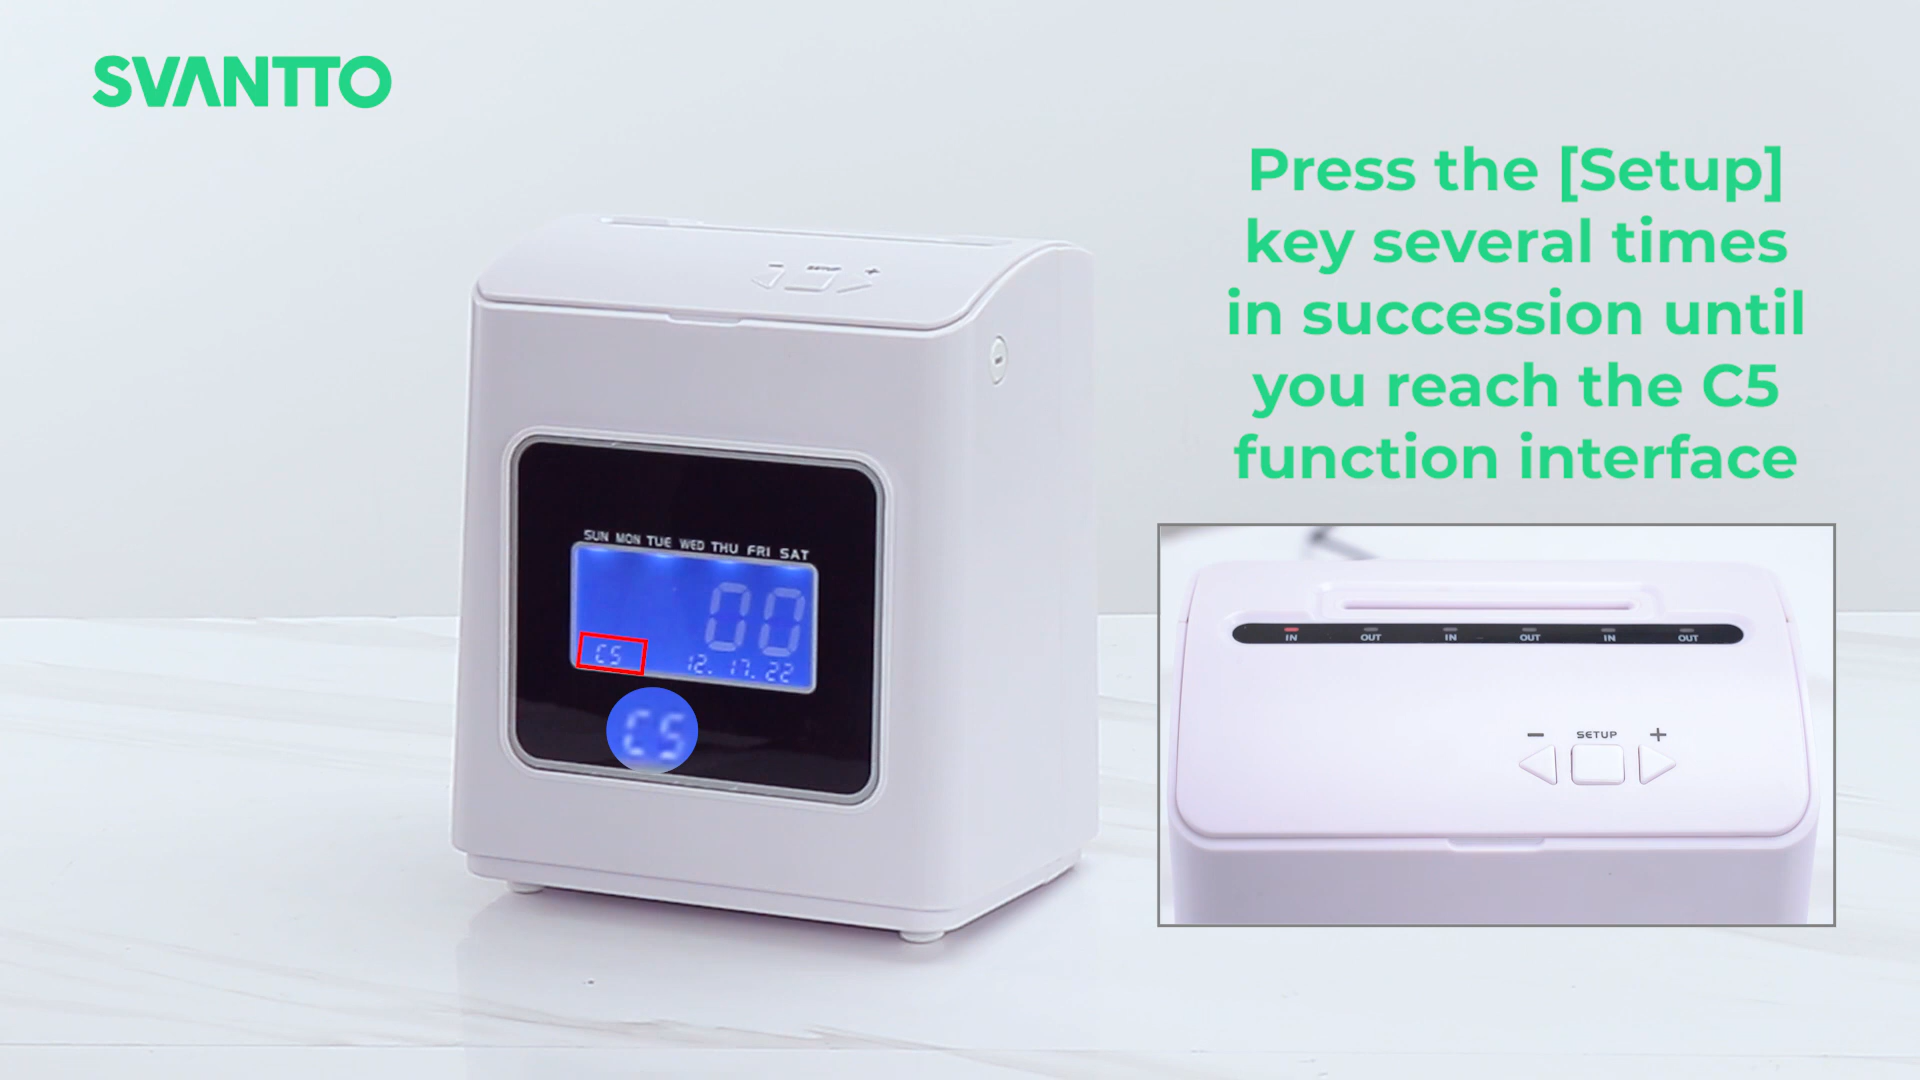 SVANTTO
Press the [Setup]
key several times
in succession until
you reach the C5
function interface
- SETUP +
SUN MON TUE WED THU FRI SAT
00
C5 12. 17. 22
C5
IN OUT IN OUT IN OUT
- SETUP +